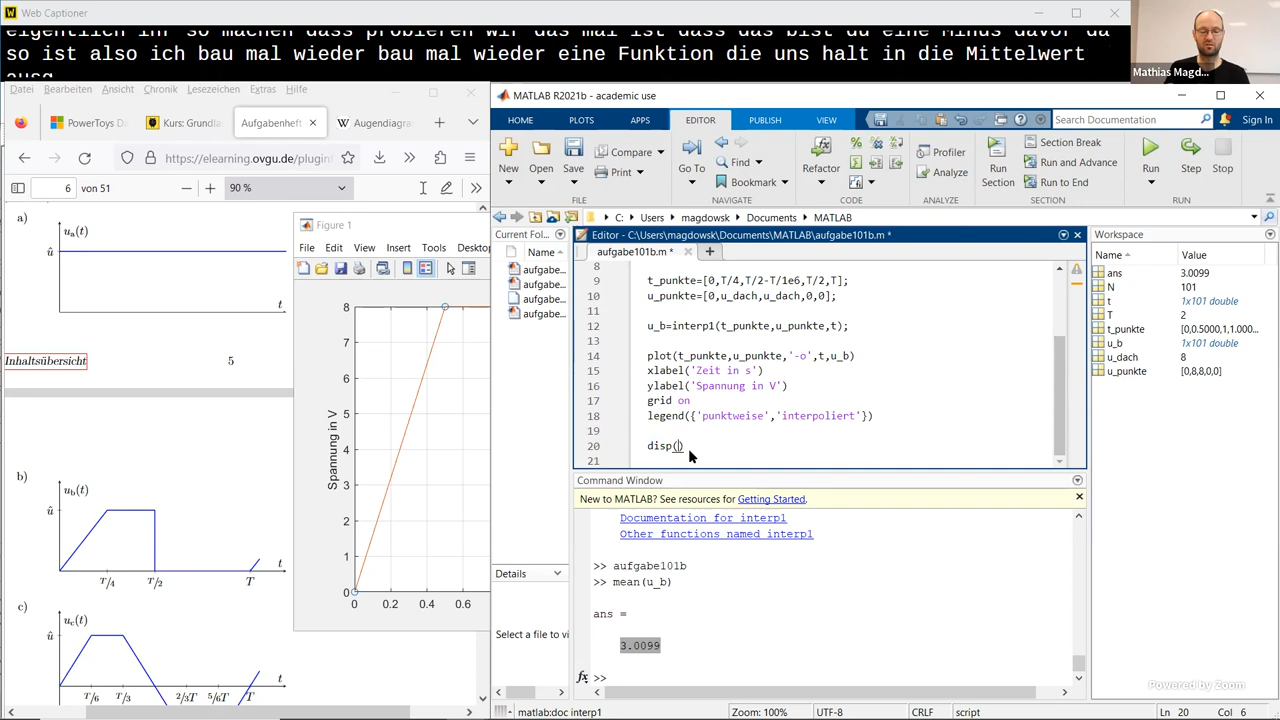 Web Captioner
eigentlich ihr so machen dass probieren wir das mal ist dass das bist du eine Minus davor da
so ist also ich bau mal wieder bau mal wieder eine Funktion die uns halt in die Mittelwert
Mathias Magd...
Datei Bearbeiten Ansicht Chronik Lesezeichen Extras Hilfe
PowerToys Da
Kurs: Grundla
Aufgabenheft
Augendiagra
https://elearning.ovgu.de/plugin
6 von 51
90 %
a)
ua(t)
û
t
Inhaltsübersicht
5
b)
ub(t)
û
T/4
T/2
T
t
c)
uc(t)
û
T/6
T/3
2/3T
5/6T
T
t
Figure 1
File Edit View Insert Tools Desktop
8
7
6
5
4
3
2
1
0
Spannung in V
0 0.2 0.4 0.6
MATLAB R2021b - academic use
HOME PLOTS APPS EDITOR PUBLISH VIEW
Search Documentation
Sign In
New
Open
Save
Compare
Print
FILE
Go To
Find
Bookmark
NAVIGATE
Refactor
CODE
Profiler
Analyze
ANALYZE
Run
Section
Section Break
Run and Advance
Run to End
SECTION
Run
Step
Stop
RUN
C: Users magdowsk Documents MATLAB
Current Fol...
Name
aufgabe...
aufgabe...
aufgabe...
aufgabe...
Details
Select a file to vi
Editor - C:\Users\magdowsk\Documents\MATLAB\aufgabe101b.m *
aufgabe101b.m *
8
9 t_punkte=[0,T/4,T/2-T/1e6,T/2,T];
10 u_punkte=[0,u_dach,u_dach,0,0];
11
12 u_b=interp1(t_punkte,u_punkte,t);
13
14 plot(t_punkte,u_punkte,'-o',t,u_b)
15 xlabel('Zeit in s')
16 ylabel('Spannung in V')
17 grid on
18 legend({'punktweise','interpoliert'})
19
20 disp()
21
Command Window
New to MATLAB? See resources for Getting Started.
Documentation for interp1
Other functions named interp1
>> aufgabe101b
>> mean(u_b)
ans =
3.0099
fx >>
Workspace
Name Value
ans 3.0099
N 101
t 1x101 double
T 2
t_punkte [0,0.5000,1,1.000...
u_b 1x101 double
u_dach 8
u_punkte [0,8,8,0,0]
Powered by Zoom
matlab:doc interp1
Zoom: 100% UTF-8 CRLF script Ln 20 Col 6